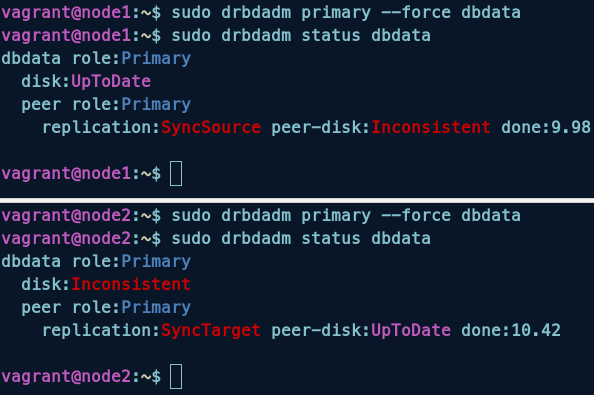 vagrant@node1:~$ sudo drbdadm primary --force dbdata
vagrant@node1:~$ sudo drbdadm status dbdata
dbdata role:Primary
  disk:UpToDate
  peer role:Primary
    replication:SyncSource peer-disk:Inconsistent done:9.98

vagrant@node1:~$
vagrant@node2:~$ sudo drbdadm primary --force dbdata
vagrant@node2:~$ sudo drbdadm status dbdata
dbdata role:Primary
  disk:Inconsistent
  peer role:Primary
    replication:SyncTarget peer-disk:UpToDate done:10.42

vagrant@node2:~$